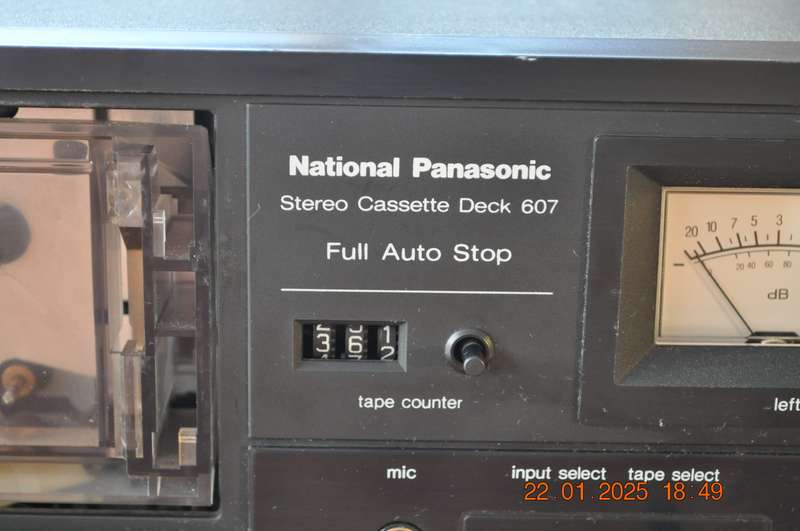 National Panasonic
Stereo Cassette Deck 607
Full Auto Stop
20 10 7 5 3
20 40 60 80
dB
3 6 1
2
tape counter
left
mic
input select tape select
22.01.2025 18:49